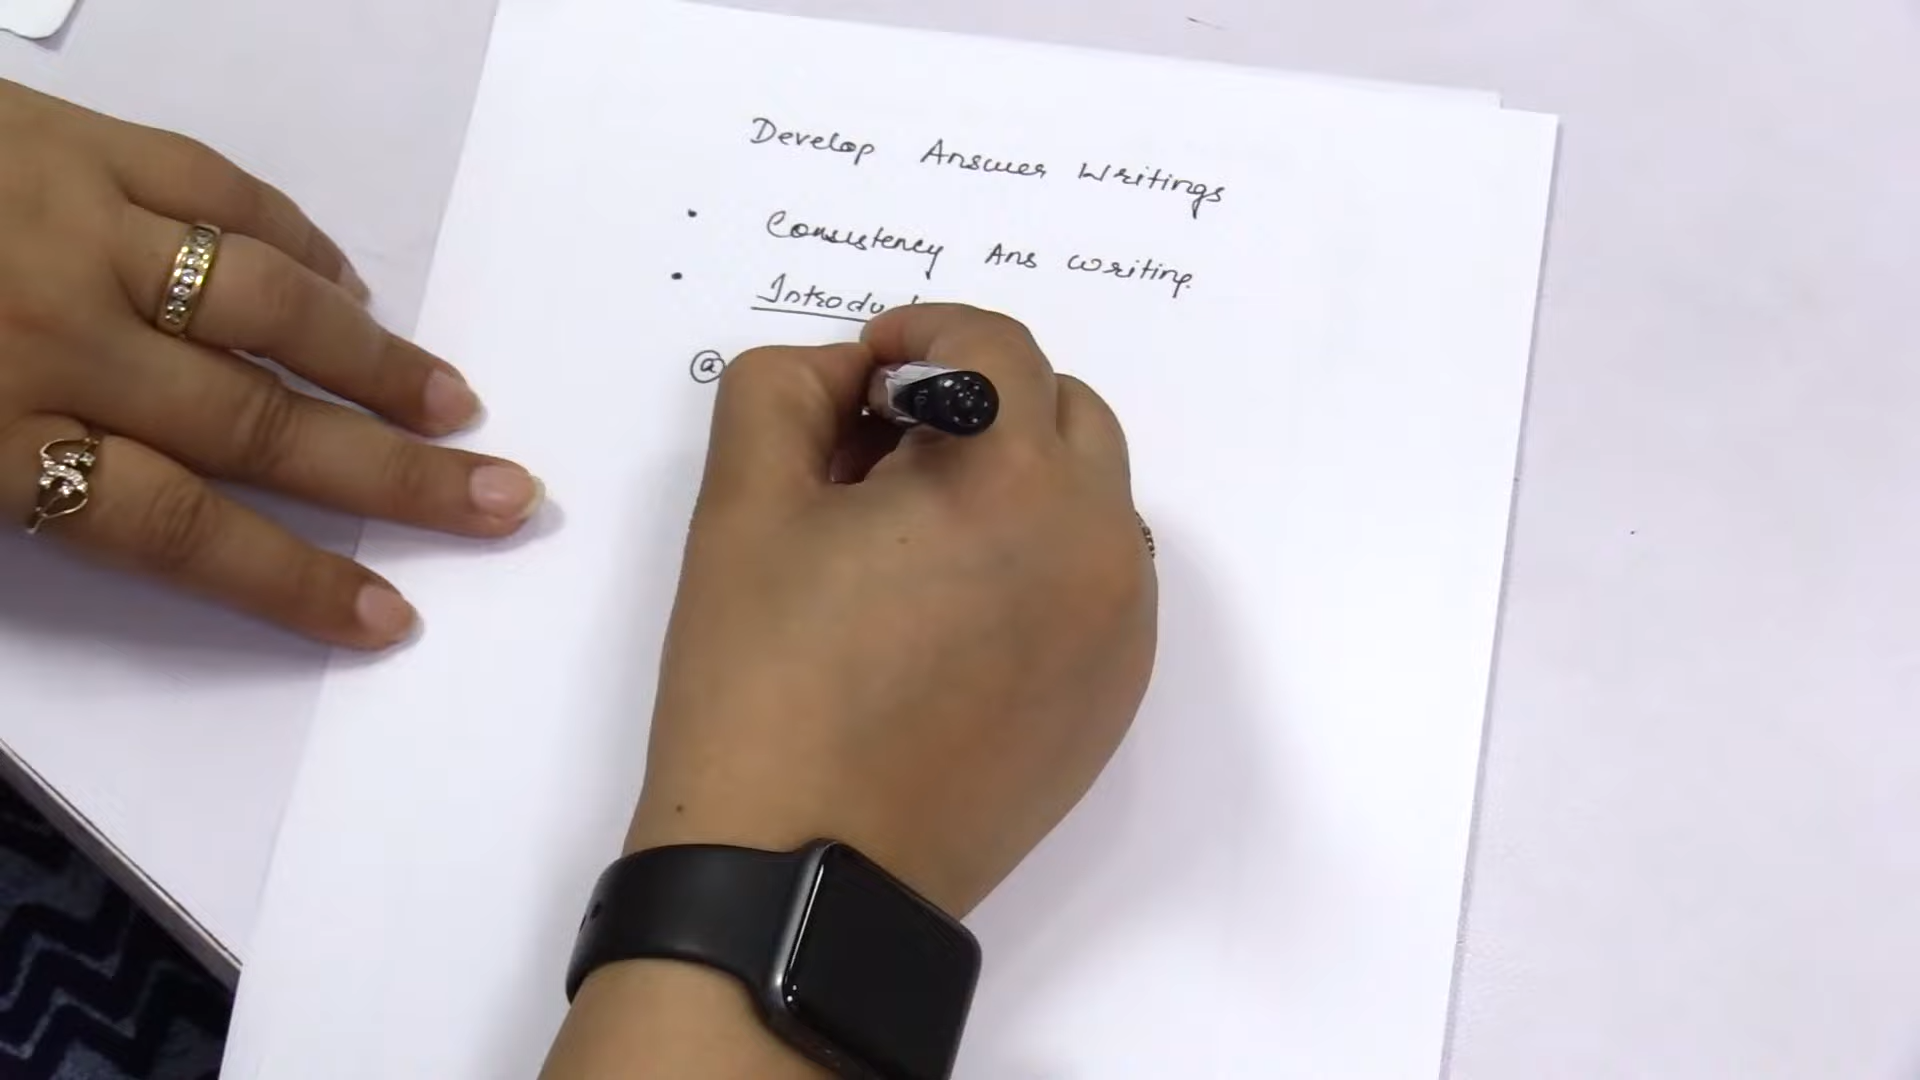 Develop Answer Writings
• Consistency Ans writing.
•
ⓐ